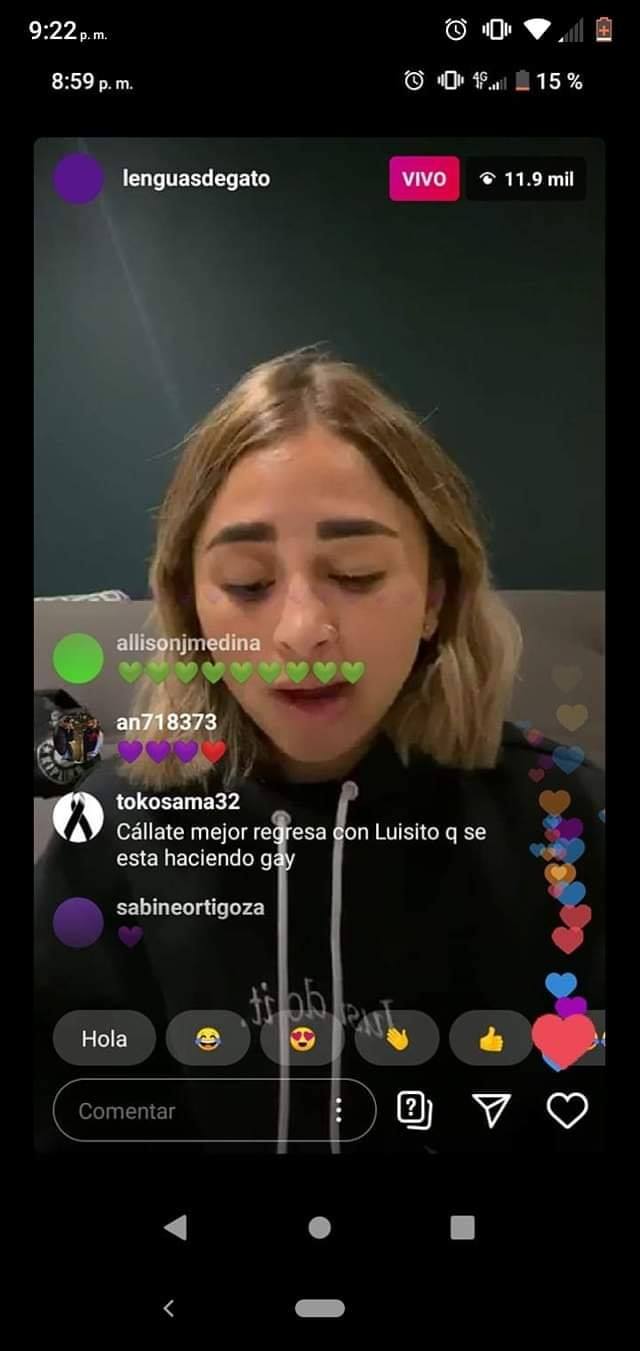 9:22 p. m.
8:59 p. m.
4G
15 %
lenguasdegato
VIVO
11.9 mil
allisonjmedina
💚💚💚💚💚💚💚💚💚
an718373
💜💜💜❤️
tokosama32
Cállate mejor regresa con Luisito q se
esta haciendo gay
sabineortigoza
💜
Just do it.
Hola 😂 😍 👏 👍
Comentar